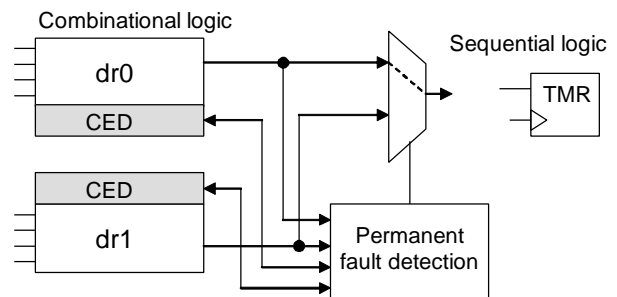 Combinational logic
Sequential logic
dr0
CED
TMR
CED
dr1
Permanent
fault detection